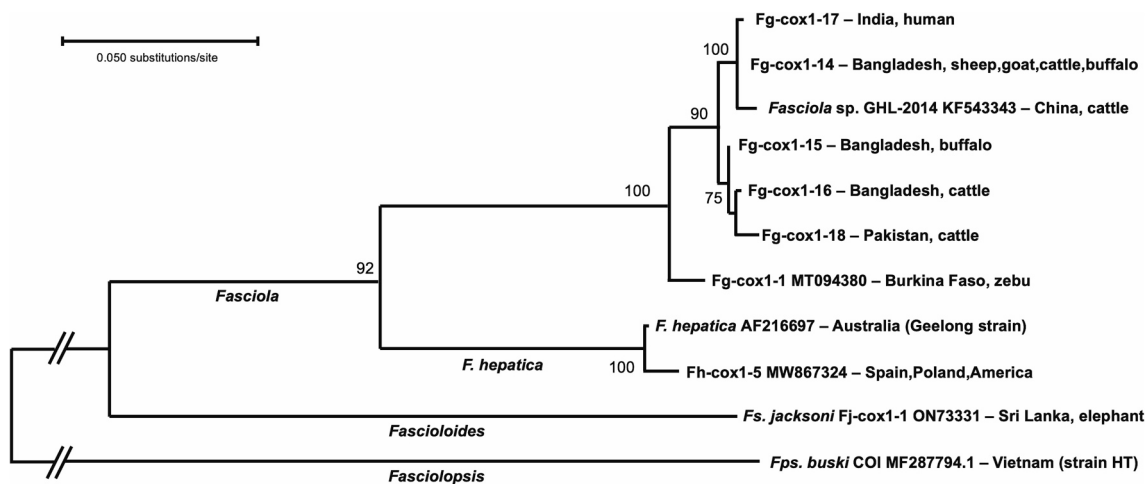 Fg-cox1-17 – India, human
0.050 substitutions/site
100
Fg-cox1-14 – Bangladesh, sheep,goat,cattle,buffalo
Fasciola sp. GHL-2014 KF543343 – China, cattle
90
Fg-cox1-15 – Bangladesh, buffalo
100
75
Fg-cox1-16 – Bangladesh, cattle
Fg-cox1-18 – Pakistan, cattle
92
Fasciola
Fg-cox1-1 MT094380 – Burkina Faso, zebu
F. hepatica AF216697 – Australia (Geelong strain)
F. hepatica
100
Fh-cox1-5 MW867324 – Spain,Poland,America
Fs. jacksoni Fj-cox1-1 ON73331 – Sri Lanka, elephant
Fascioloides
Fps. buski COI MF287794.1 – Vietnam (strain HT)
Fasciolopsis